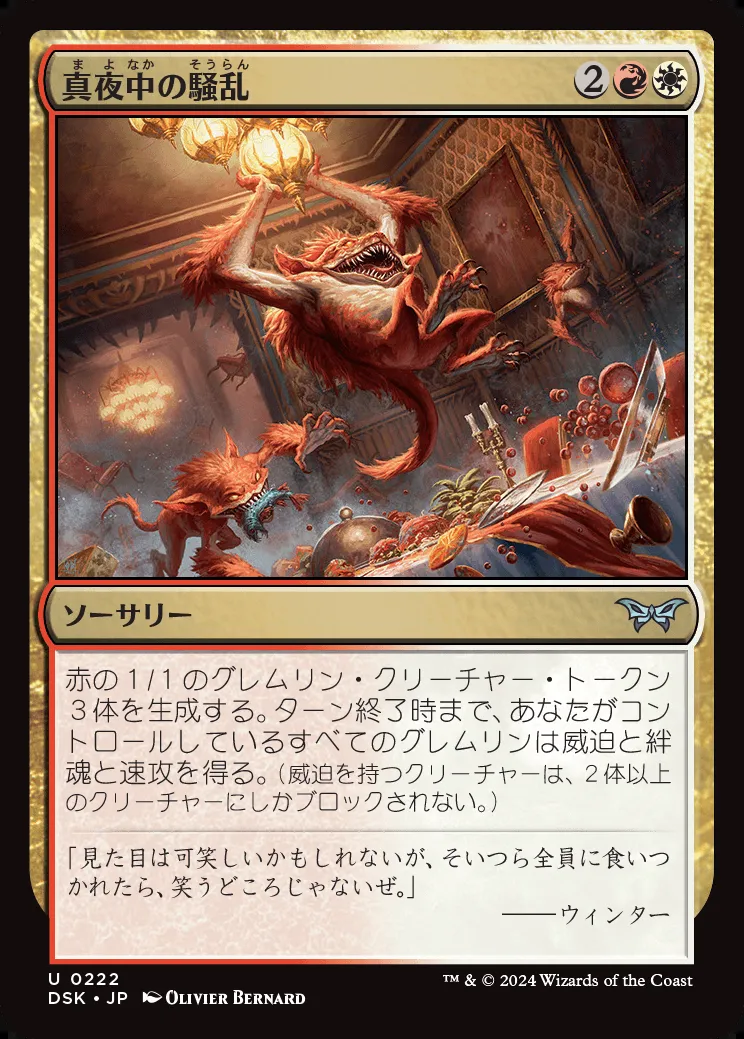 真夜中の騒乱
まよなか そうらん
2
ソーサリー
赤の1/1のグレムリン・クリーチャー・トークン
3体を生成する。ターン終了時まで、あなたがコン
トロールしているすべてのグレムリンは威迫と絆
魂と速攻を得る。（威迫を持つクリーチャーは、2体以上
のクリーチャーにしかブロックされない。）
「見た目は可笑しいかもしれないが、そいつら全員に食いつ
かれたら、笑うどころじゃないぜ。」
――ウィンター
U 0222
DSK • JP OLIVIER BERNARD
™ & © 2024 Wizards of the Coast